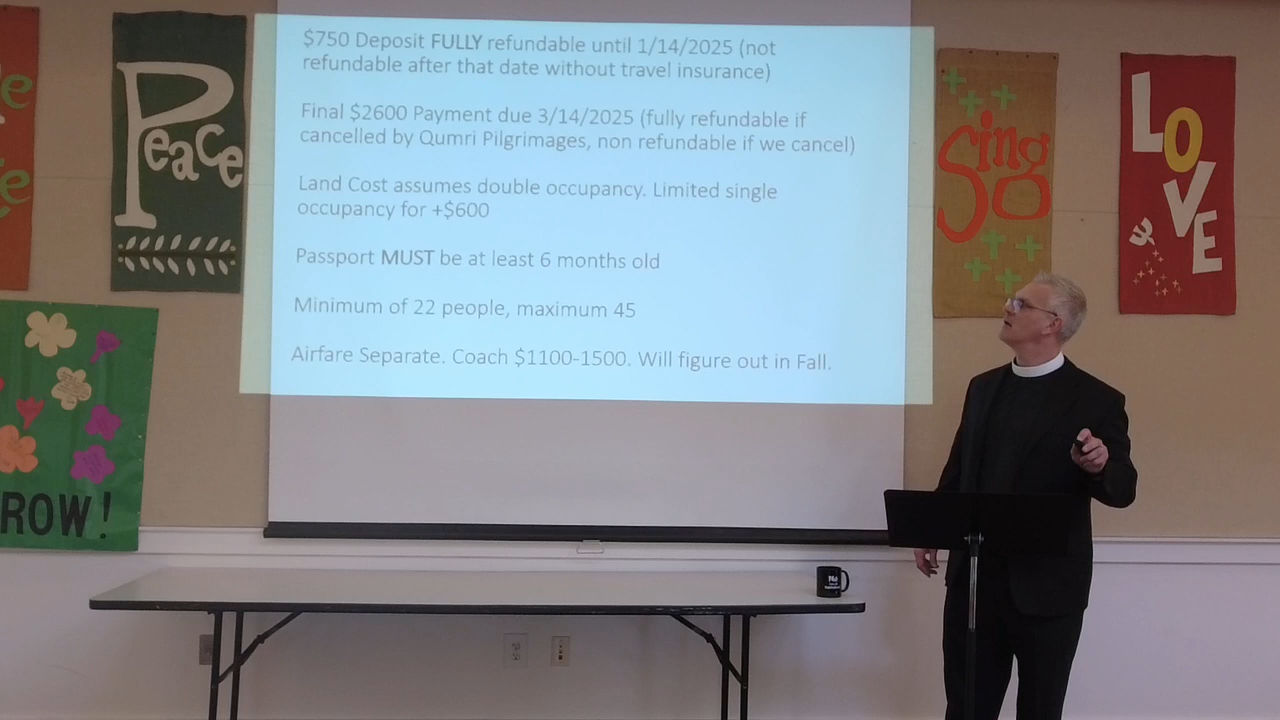 $750 Deposit FULLY refundable until 1/14/2025 (not
refundable after that date without travel insurance)
Final $2600 Payment due 3/14/2025 (fully refundable if
cancelled by Qumri Pilgrimages, non refundable if we cancel)
Land Cost assumes double occupancy. Limited single
occupancy for +$600
Passport MUST be at least 6 months old
Minimum of 22 people, maximum 45
Airfare Separate. Coach $1100-1500. Will figure out in Fall.
Peace
Sing
LOVE
ROW!
No